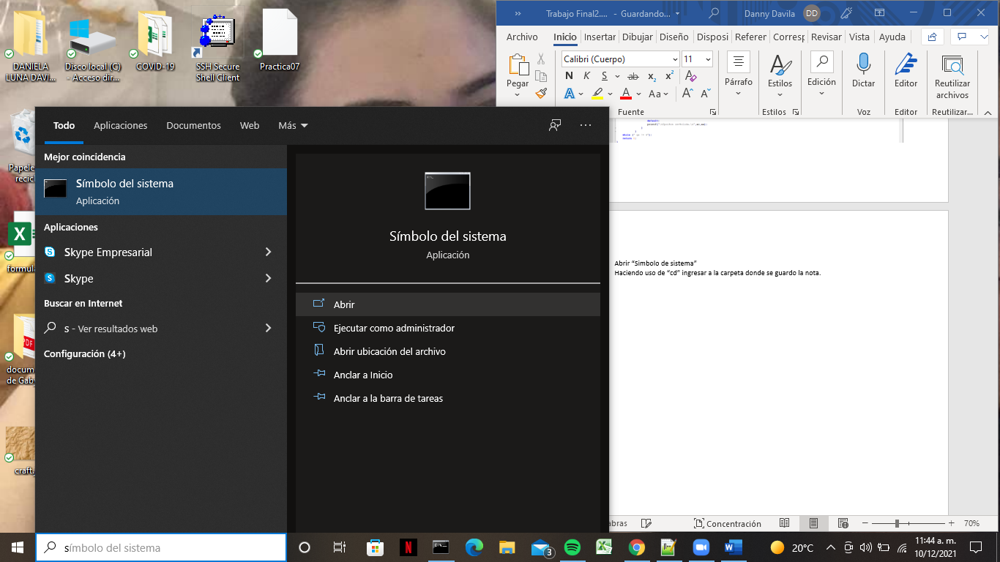 DANIELA
LUNA DAVI...
Disco local (C)
- Acceso dir...
COVID-19
SSH Secure
Shell Client
Practica07
Trabajo Final2.... - Guardando...
Danny Davila
DD
Archivo Inicio Insertar Dibujar Diseño Disposi Referer Corresp Revisar Vista Ayuda
Pegar
Calibri (Cuerpo) 11
N K S ab x₂ x²
A A Aa A A
Fuente
Párrafo
Estilos
Estilos
Edición
Dictar
Voz
Editor
Editor
Reutilizar
archivos
Reutilizar...
default:
return
Abrir “Simbolo de sistema”
Haciendo uso de “cd” ingresar a la carpeta donde se guardo la nota.
abras
Concentración
70%
Papele
recicl
formula
PDF
docum
de Gaby
craft
Todo Aplicaciones Documentos Web Más
Mejor coincidencia
Símbolo del sistema
Aplicación
Aplicaciones
Skype Empresarial
Skype
Buscar en Internet
s - Ver resultados web
Configuración (4+)
Símbolo del sistema
Aplicación
Abrir
Ejecutar como administrador
Abrir ubicación del archivo
Anclar a Inicio
Anclar a la barra de tareas
símbolo del sistema
3
20°C
11:44 a. m.
10/12/2021